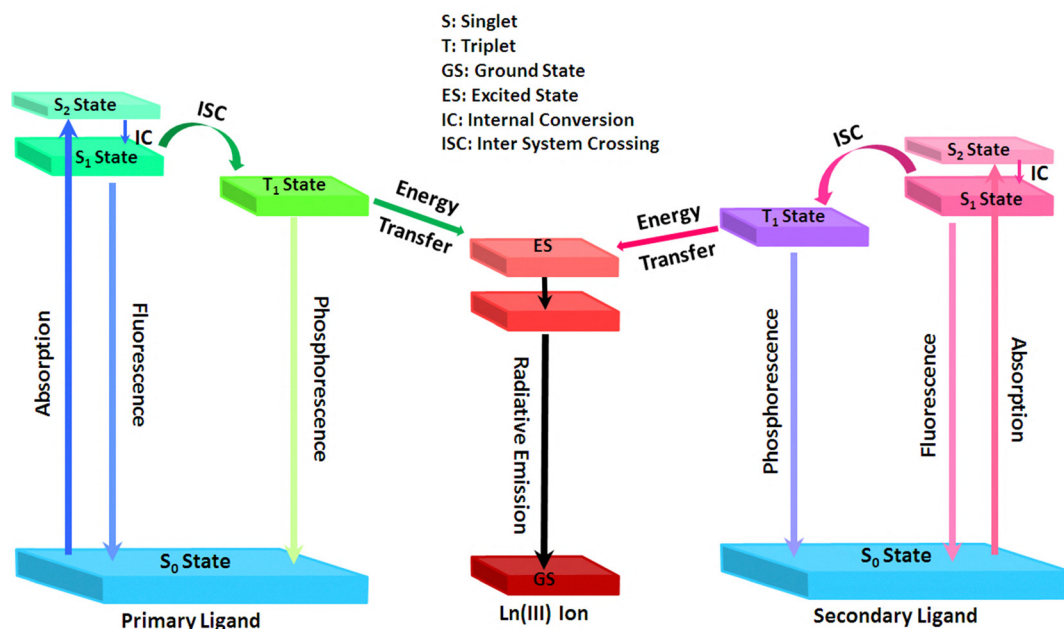 S: Singlet
T: Triplet
GS: Ground State
ES: Excited State
IC: Internal Conversion
ISC: Inter System Crossing
S₂ State
IC
S₁ State
ISC
T₁ State
Energy
Transfer
Absorption
Fluorescence
Phosphorescence
S₀ State
Primary Ligand
ES
Radiative Emission
GS
Ln(III) Ion
ISC
S₂ State
IC
S₁ State
T₁ State
Energy
Transfer
Phosphorescence
Fluorescence
Absorption
S₀ State
Secondary Ligand